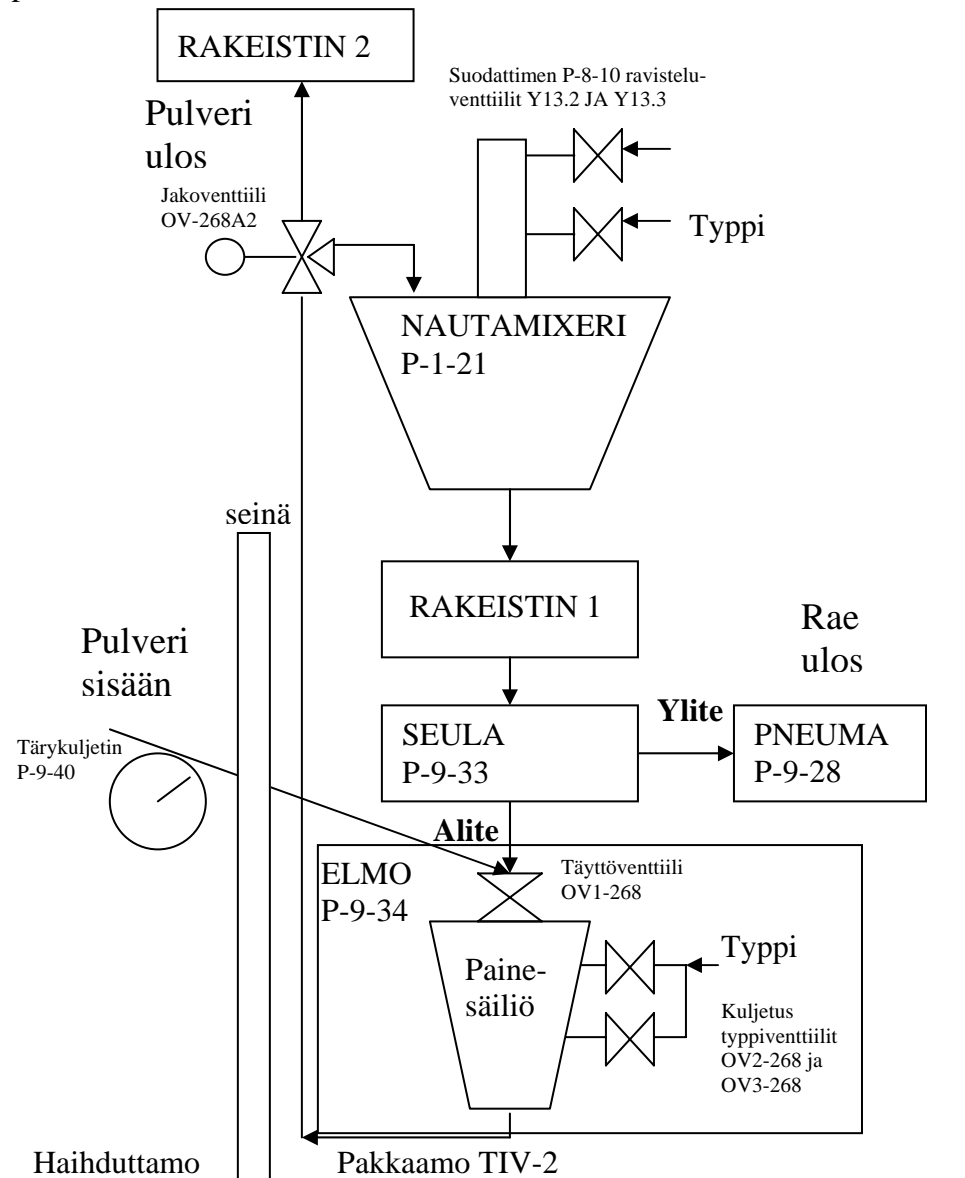 RAKEISTIN 2
Suodattimen P-8-10 ravistelu-
venttiilit Y13.2 JA Y13.3
Pulveri
ulos
Jakoventtiili
OV-268A2
Typpi
NAUTAMIXERI
P-1-21
seinä
RAKEISTIN 1
Rae
ulos
Pulveri
sisään
Tärykuljetin
P-9-40
SEULA
P-9-33
Ylite
PNEUMA
P-9-28
Alite
ELMO
P-9-34
Täyttöventtiili
OV1-268
Paine-
säiliö
Typpi
Kuljetus
typpiventtiilit
OV2-268 ja
OV3-268
Haihduttamo
Pakkaamo TIV-2